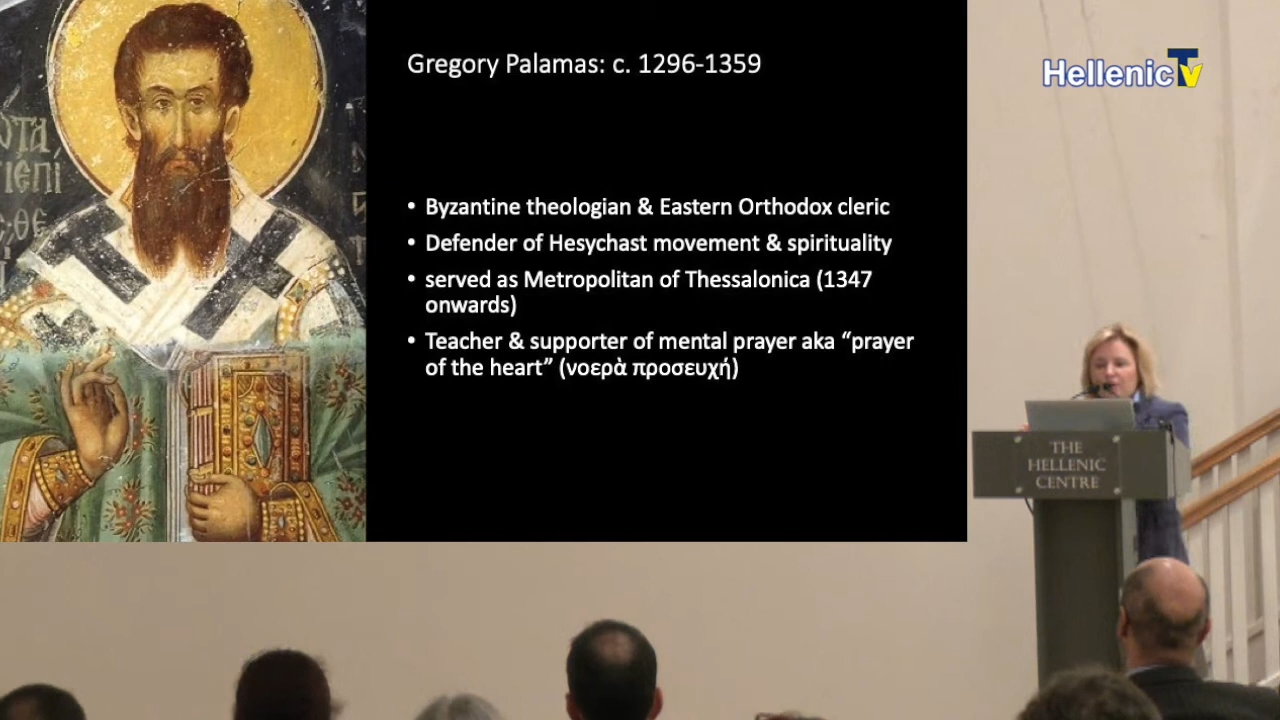 Gregory Palamas: c. 1296-1359
• Byzantine theologian & Eastern Orthodox cleric
• Defender of Hesychast movement & spirituality
• served as Metropolitan of Thessalonica (1347
onwards)
• Teacher & supporter of mental prayer aka “prayer
of the heart” (νοερὰ προσευχή)
HellenicTv
THE
HELLENIC
CENTRE